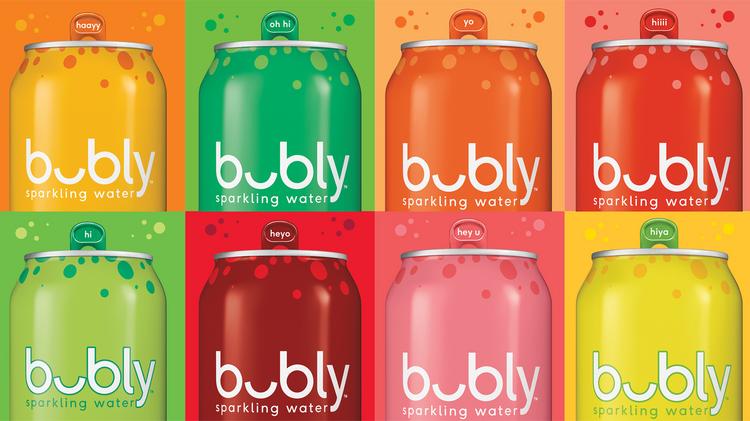 haayy
bubly
sparkling water
oh hi
bubly
sparkling water
yo
bubly
sparkling water
hiiii
bubly
sparkling water
hi
bubly
sparkling water
heyo
bubly
sparkling water
hey u
bubly
sparkling water
hiya
bubly
sparkling water